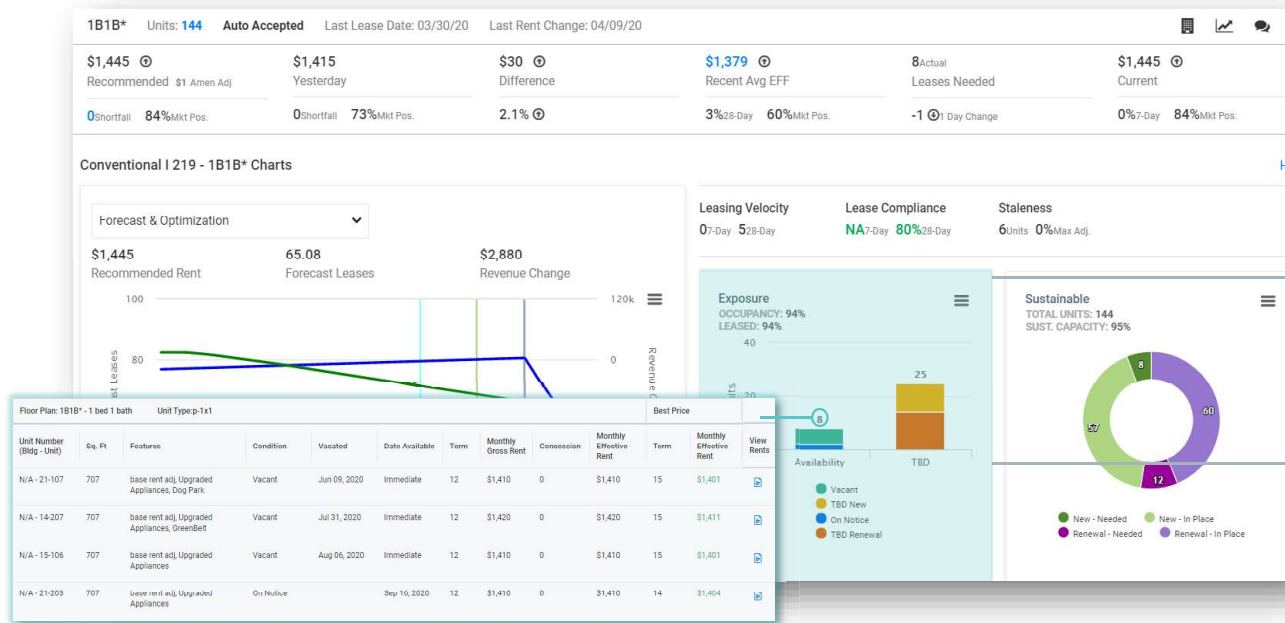 1B1B* Units: 144 Auto Accepted Last Lease Date: 03/30/20 Last Rent Change: 04/09/20
$1,445 $1,415 $30 $1,379 8Actual $1,445
Recommended $1 Amen Adj Yesterday Difference Recent Avg EFF Leases Needed Current
0Shortfall 84%Mkt Pos. 0Shortfall 73%Mkt Pos. 2.1% 3%28-Day 60%Mkt Pos. -1 1 Day Change 0%7-Day 84%Mkt Pos.
Conventional I 219 - 1B1B* Charts
H
Forecast & Optimization
$1,445 65.08 $2,880
Recommended Rent Forecast Leases Revenue Change
100 120k
80 0
st Leases
Revenue C
Leasing Velocity Lease Compliance Staleness
07-Day 528-Day NA7-Day 80%28-Day 6Units 0%Max Adj.
Exposure
OCCUPANCY: 94%
LEASED: 94%
40
20
nits
8 25
Availability TBD
Vacant
TBD New
On Notice
TBD Renewal
Sustainable
TOTAL UNITS: 144
SUST. CAPACITY: 95%
8
60
57
12
New - Needed New - In Place
Renewal - Needed Renewal - In Place
Floor Plan: 1B1B* - 1 bed 1 bath Unit Type:p-1x1 Best Price
Unit Number (Bldg - Unit) Sq. Ft Features Condition Vacated Date Available Term Monthly Gross Rent Concession Monthly Effective Rent Term Monthly Effective Rent View Rents
N/A - 21-107 707 base rent adj, Upgraded Vacant Jun 09, 2020 Immediate 12 $1,410 0 $1,410 15 $1,401
Appliances, Dog Park
N/A - 14-207 707 base rent adj, Upgraded Vacant Jul 31, 2020 Immediate 12 $1,420 0 $1,420 15 $1,411
Appliances, GreenBelt
N/A - 15-106 707 base rent adj, Upgraded Vacant Aug 06, 2020 Immediate 12 $1,410 0 $1,410 15 $1,401
Appliances
N/A - 21-203 707 base rent adj, Upgraded On Notice Sep 16, 2020 12 $1,410 0 $1,410 14 $1,404
Appliances